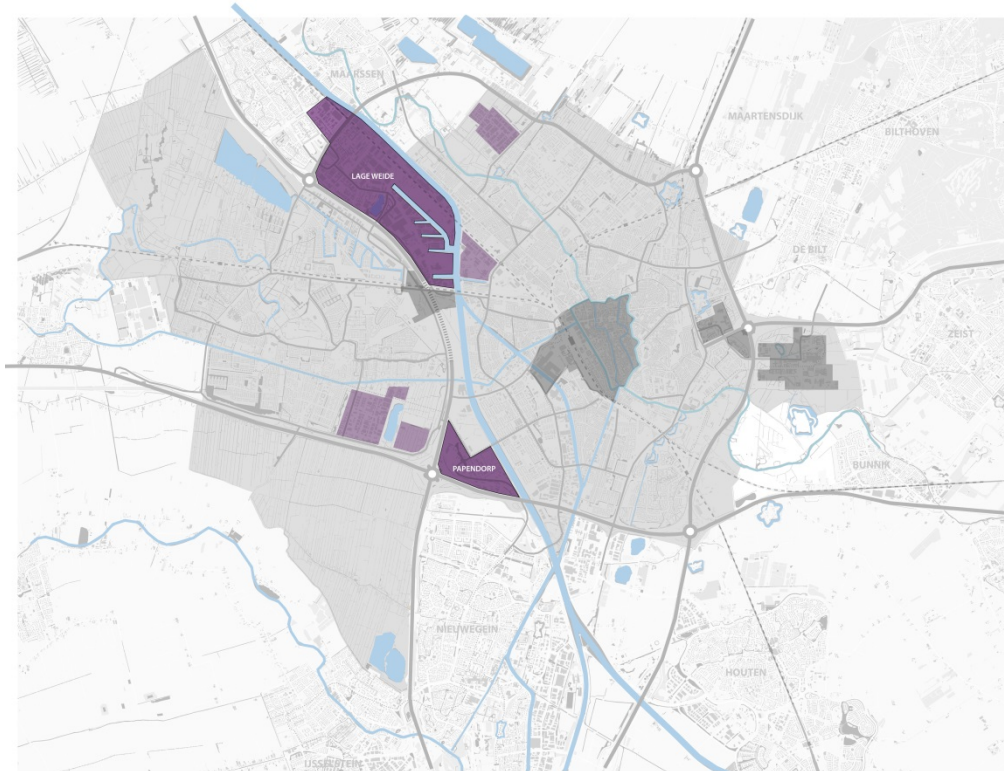 MAARSSEN
MAARTENSDIJK
BILTHOVEN
LAGE WEIDE
DE BILT
ZEIST
PAPENDORP
BUNNIK
NIEUWEGEIN
HOUTEN
IJSSELSTEIN